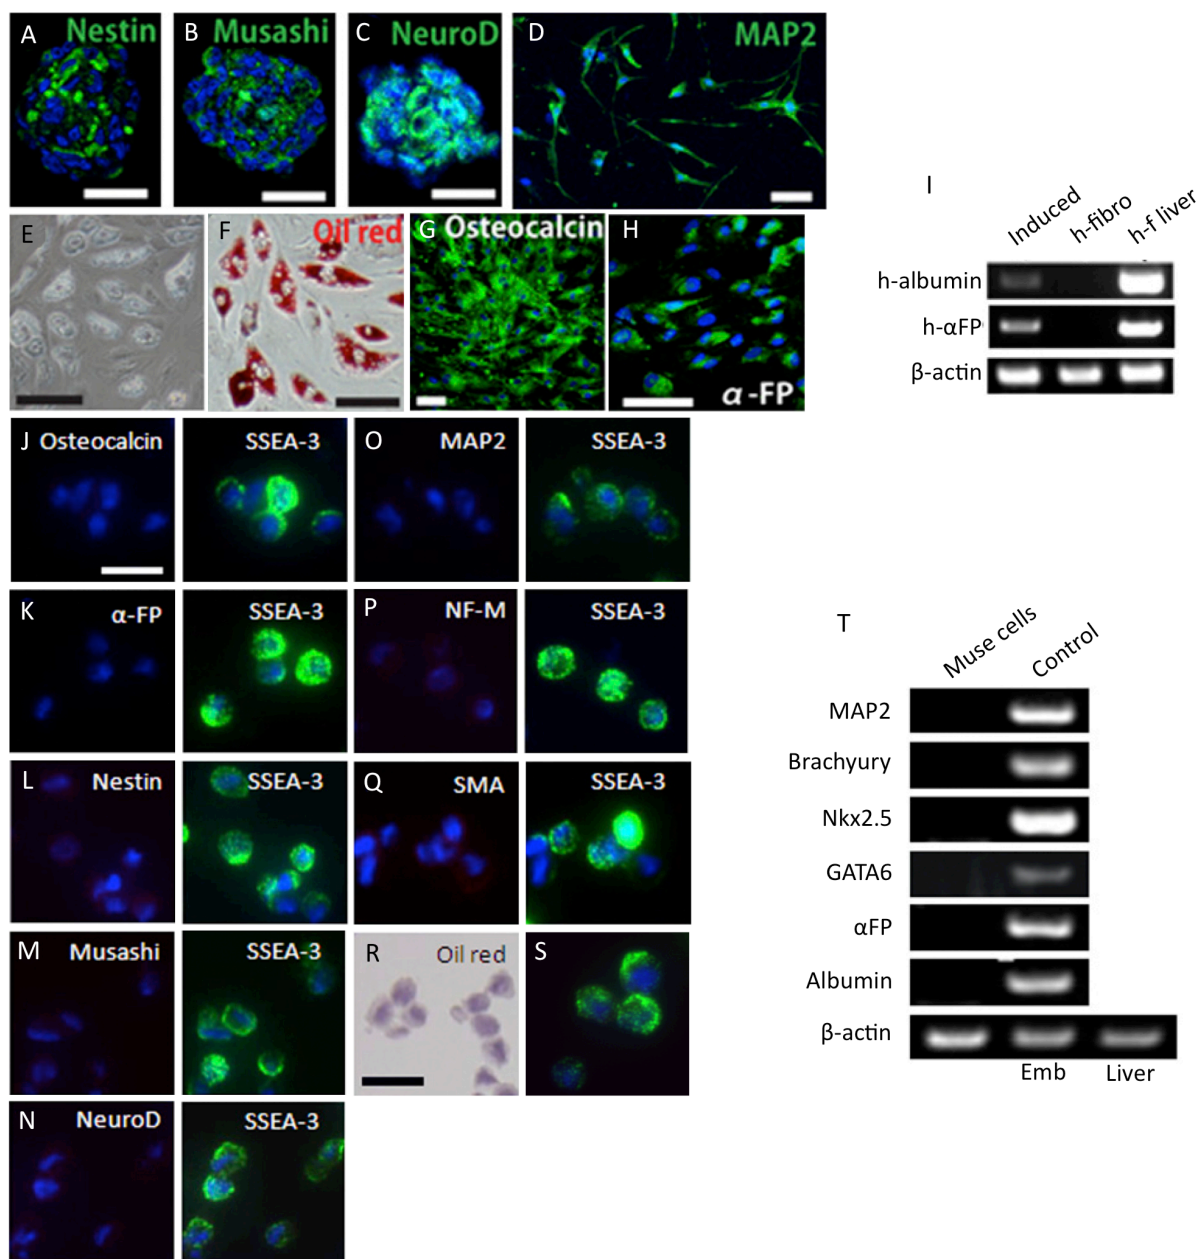 A Nestin
B Musashi
C NeuroD
D MAP2
E
F Oil red
G Osteocalcin
H
α-FP
I
Induced
h-fibro
h-f liver
h-albumin
h-αFP
β-actin
J Osteocalcin
SSEA-3
O MAP2
SSEA-3
K α-FP
SSEA-3
P NF-M
SSEA-3
L Nestin
SSEA-3
Q SMA
SSEA-3
M Musashi
SSEA-3
R Oil red
S
N NeuroD
SSEA-3
T
Muse cells
Control
MAP2
Brachyury
Nkx2.5
GATA6
αFP
Albumin
β-actin
Emb Liver